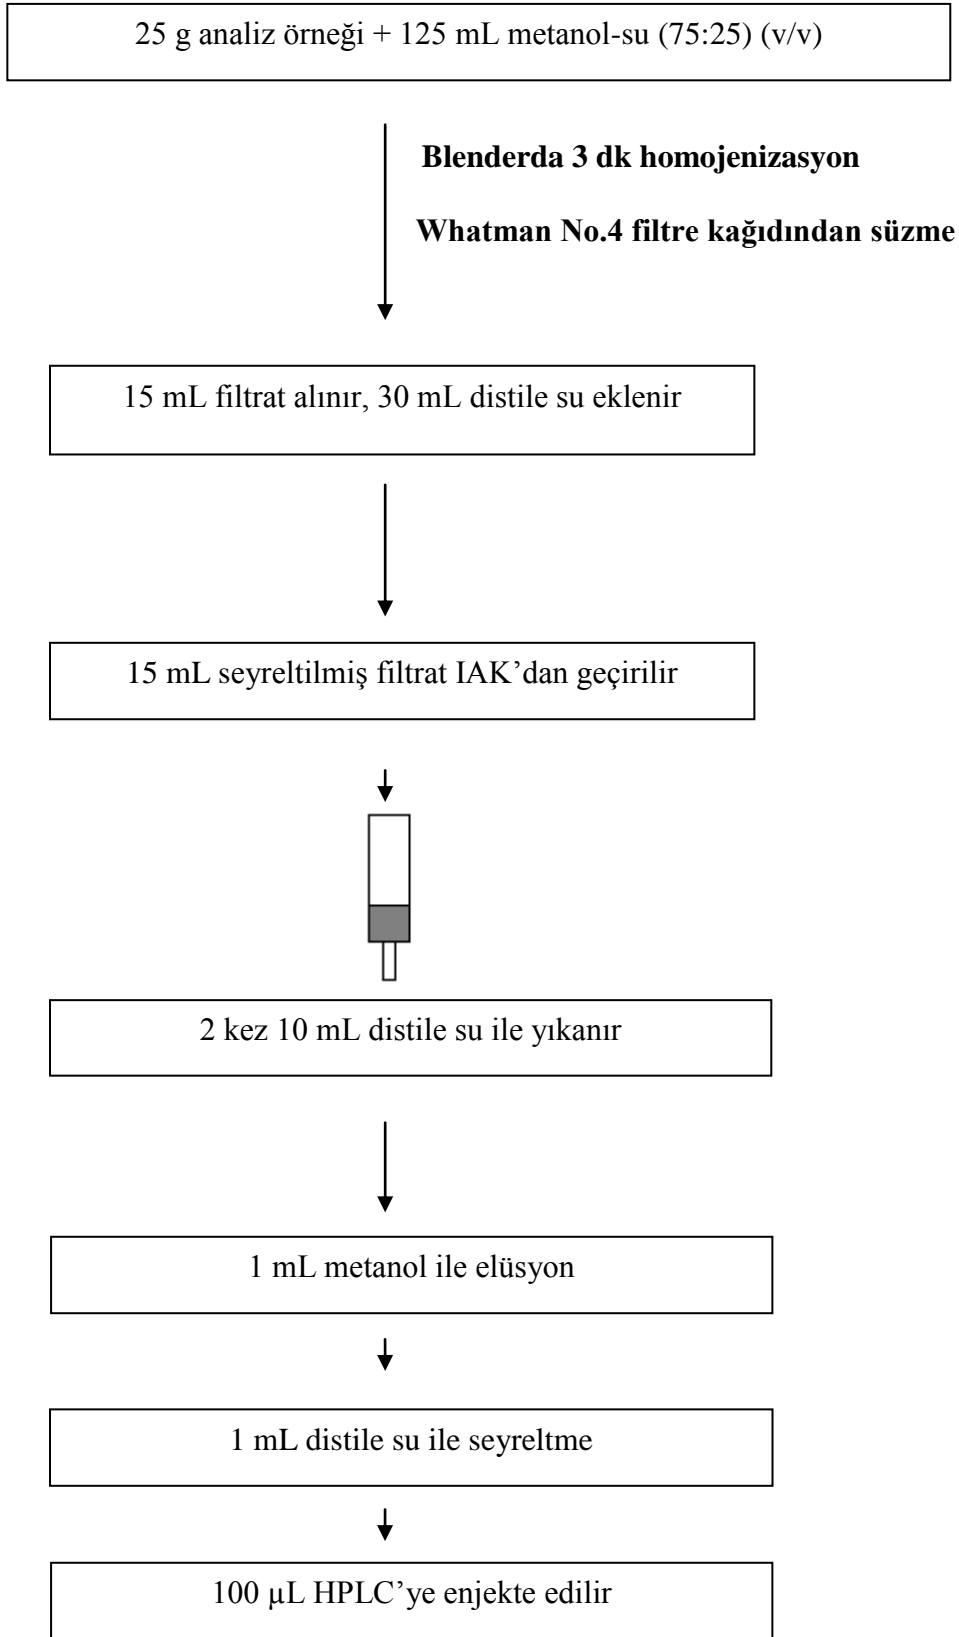 25 g analiz örneği + 125 mL metanol-su (75:25) (v/v)
Blenderda 3 dk homojenizasyon
Whatman No.4 filtre kağıdından süzme
15 mL filtrat alınır, 30 mL distile su eklenir
15 mL seyreltilmiş filtrat IAK’dan geçirilir
2 kez 10 mL distile su ile yıkanır
1 mL metanol ile elüsyon
1 mL distile su ile seyreltme
100 µL HPLC’ye enjekte edilir